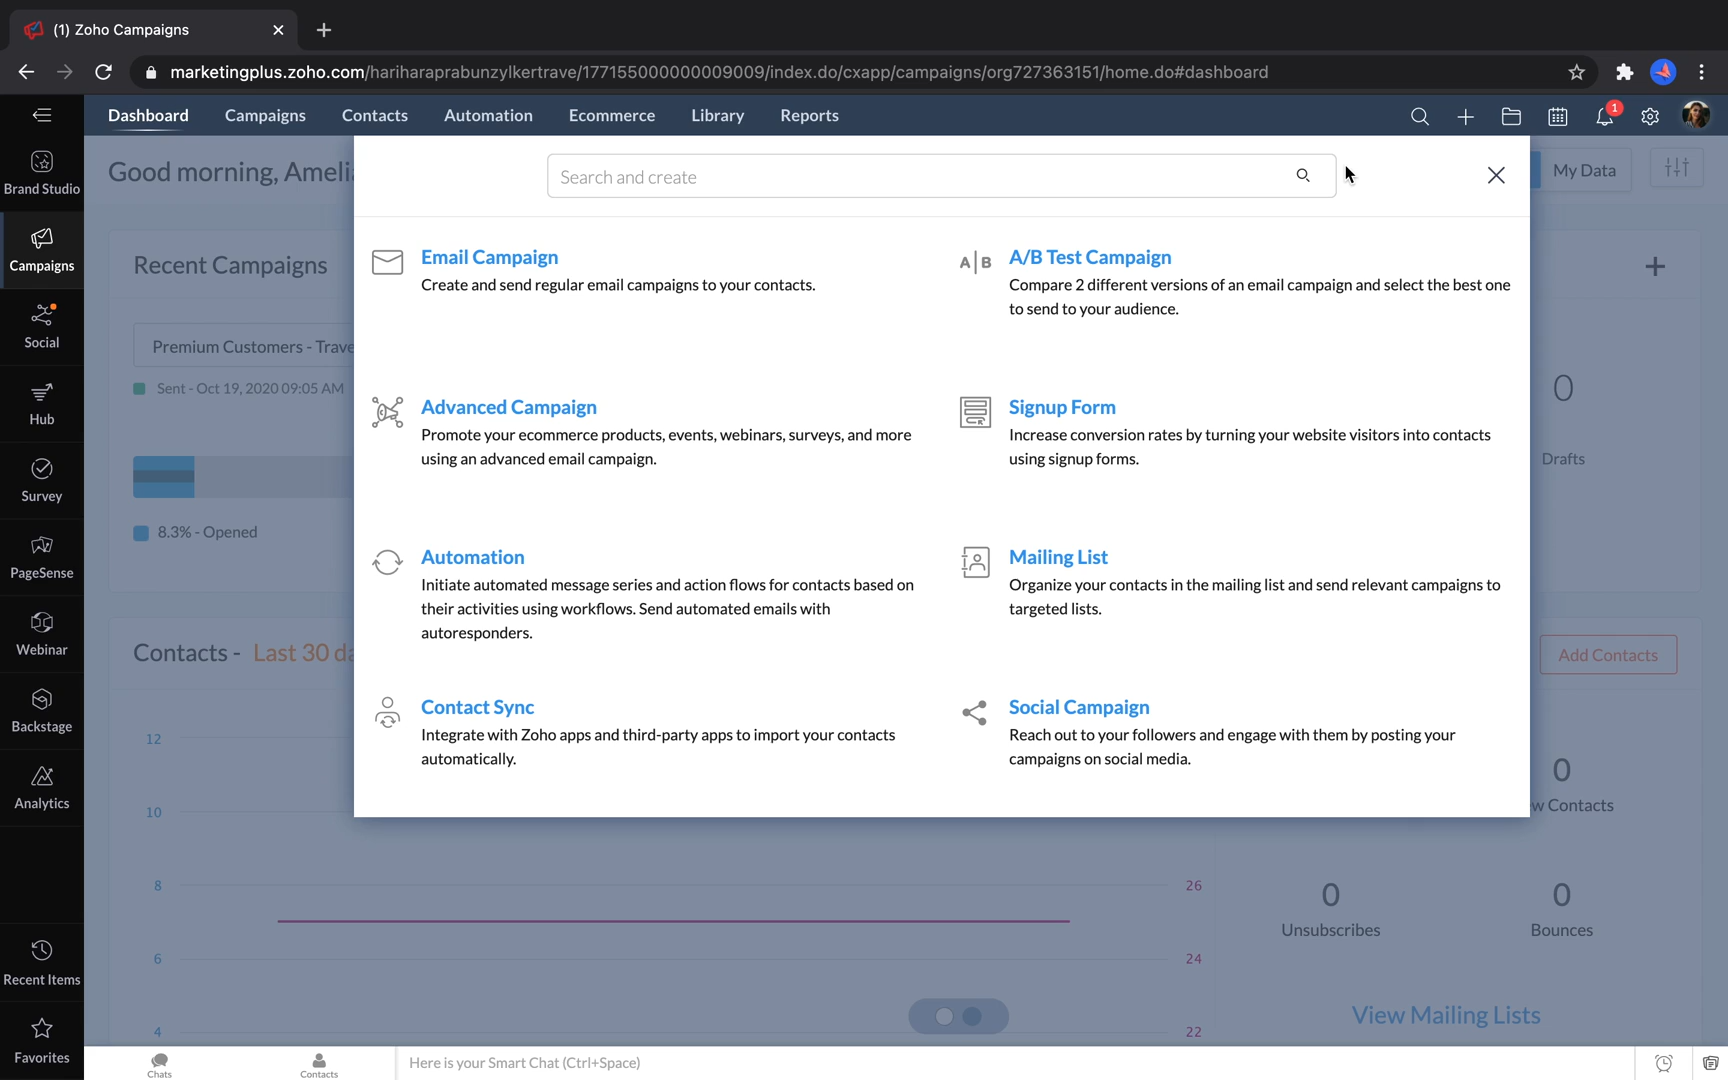 (1) Zoho Campaigns
marketingplus.zoho.com/hariharaprabunzylkertrave/177155000000009009/index.do/cxapp/campaigns/org727363151/home.do#dashboard
Dashboard Campaigns Contacts Automation Ecommerce Library Reports
1
Brand Studio
Campaigns
Social
Hub
Survey
PageSense
Webinar
Backstage
Analytics
Recent Items
Favorites
Good morning, Ameli
My Data
Search and create
Email Campaign
Create and send regular email campaigns to your contacts.
A|B
A/B Test Campaign
Compare 2 different versions of an email campaign and select the best one
to send to your audience.
Advanced Campaign
Promote your ecommerce products, events, webinars, surveys, and more
using an advanced email campaign.
Signup Form
Increase conversion rates by turning your website visitors into contacts
using signup forms.
Automation
Initiate automated message series and action flows for contacts based on
their activities using workflows. Send automated emails with
autoresponders.
Mailing List
Organize your contacts in the mailing list and send relevant campaigns to
targeted lists.
Contact Sync
Integrate with Zoho apps and third-party apps to import your contacts
automatically.
Social Campaign
Reach out to your followers and engage with them by posting your
campaigns on social media.
Recent Campaigns
Premium Customers - Trave
Sent - Oct 19, 2020 09:05 AM
8.3% - Opened
0
Drafts
Contacts - Last 30 da
Add Contacts
12
10
8
6
4
26
24
22
0
w Contacts
0
Unsubscribes
0
Bounces
View Mailing Lists
Chats
Contacts
Here is your Smart Chat (Ctrl+Space)